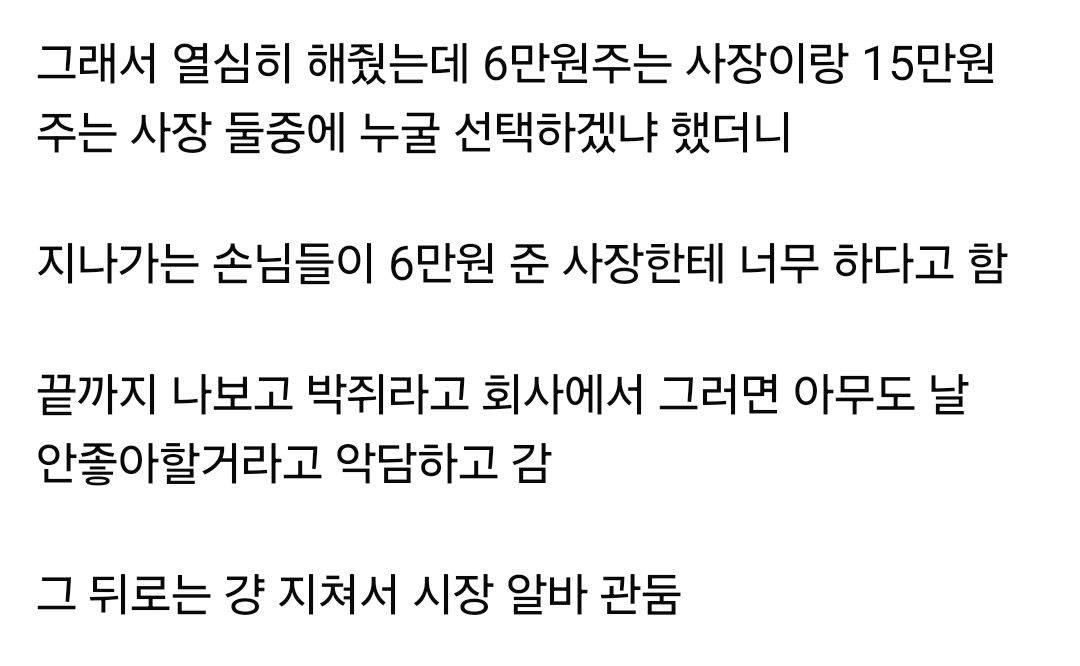 그래서 열심히 해줬는데 6만원주는 사장이랑 15만원
주는 사장 둘중에 누굴 선택하겠냐 했더니
지나가는 손님들이 6만원 준 사장한테 너무 하다고 함
끝까지 나보고 박쥐라고 회사에서 그러면 아무도 날
안좋아할거라고 악담하고 감
그 뒤로는 걍 지쳐서 시장 알바 관둠